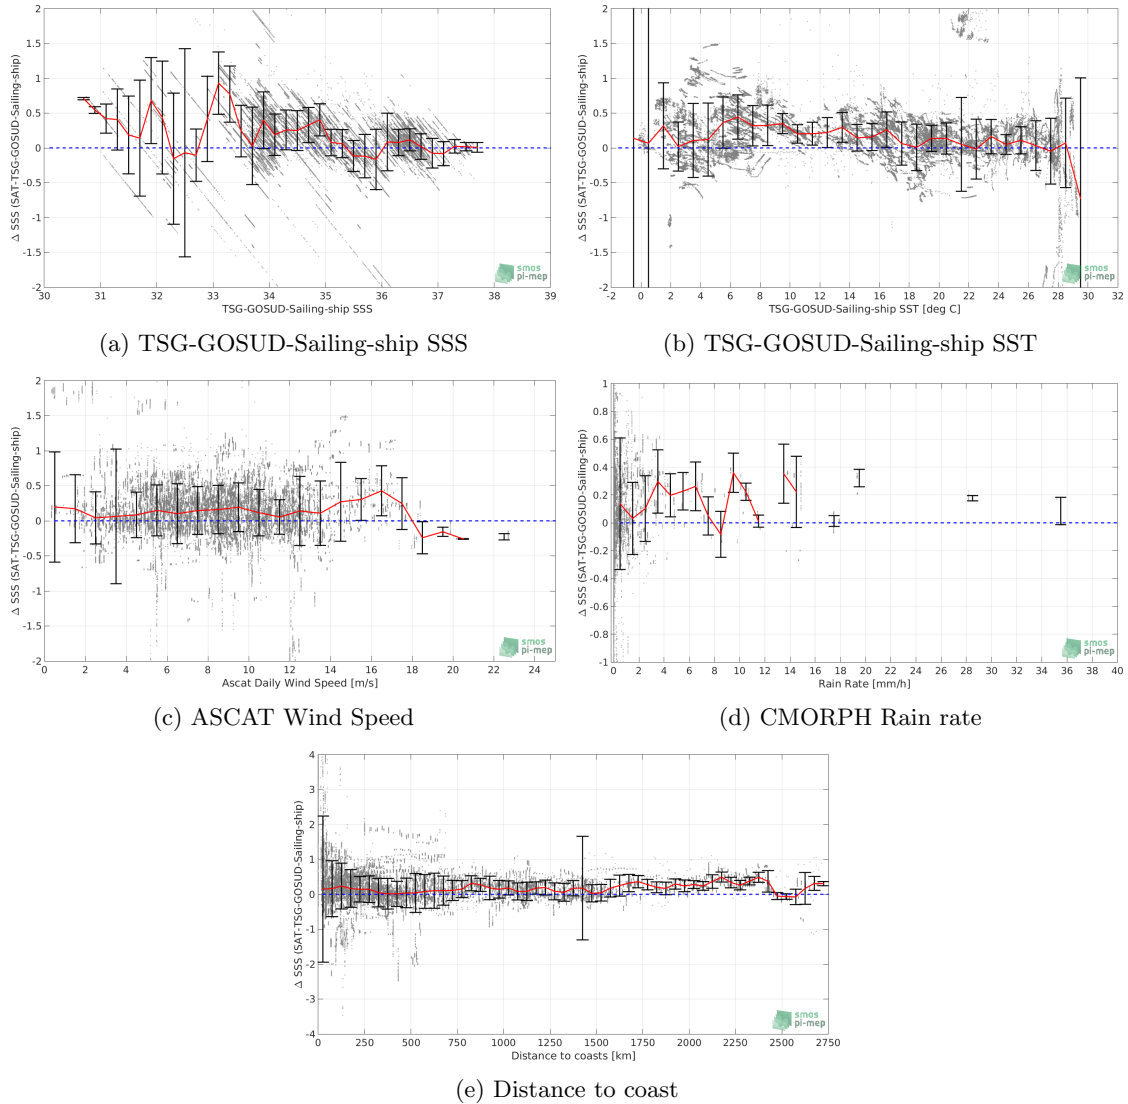 2
1.5
1
0.5
0
-0.5
-1
-1.5
-2
Δ SSS (SAT-TSG-GOSUD-Sailing-ship)
30 31 32 33 34 35 36 37 38 39
TSG-GOSUD-Sailing-ship SSS
smos
pi-mep
(a) TSG-GOSUD-Sailing-ship SSS
2
1.5
1
0.5
0
-0.5
-1
-1.5
-2
Δ SSS (SAT-TSG-GOSUD-Sailing-ship)
-2 0 2 4 6 8 10 12 14 16 18 20 22 24 26 28 30 32
TSG-GOSUD-Sailing-ship SST [deg C]
smos
pi-mep
(b) TSG-GOSUD-Sailing-ship SST
2
1.5
1
0.5
0
-0.5
-1
-1.5
-2
Δ SSS (SAT-TSG-GOSUD-Sailing-ship)
0 2 4 6 8 10 12 14 16 18 20 22 24
Ascat Daily Wind Speed [m/s]
smos
pi-mep
(c) ASCAT Wind Speed
1
0.8
0.6
0.4
0.2
0
-0.2
-0.4
-0.6
-0.8
-1
Δ SSS (SAT-TSG-GOSUD-Sailing-ship)
0 2 4 6 8 10 12 14 16 18 20 22 24 26 28 30 32 34 36 38 40
Rain Rate [mm/h]
smos
pi-mep
(d) CMORPH Rain rate
4
3
2
1
0
-1
-2
-3
-4
Δ SSS (SAT-TSG-GOSUD-Sailing-ship)
0 250 500 750 1000 1250 1500 1750 2000 2250 2500 2750
Distance to coasts [km]
smos
pi-mep
(e) Distance to coast